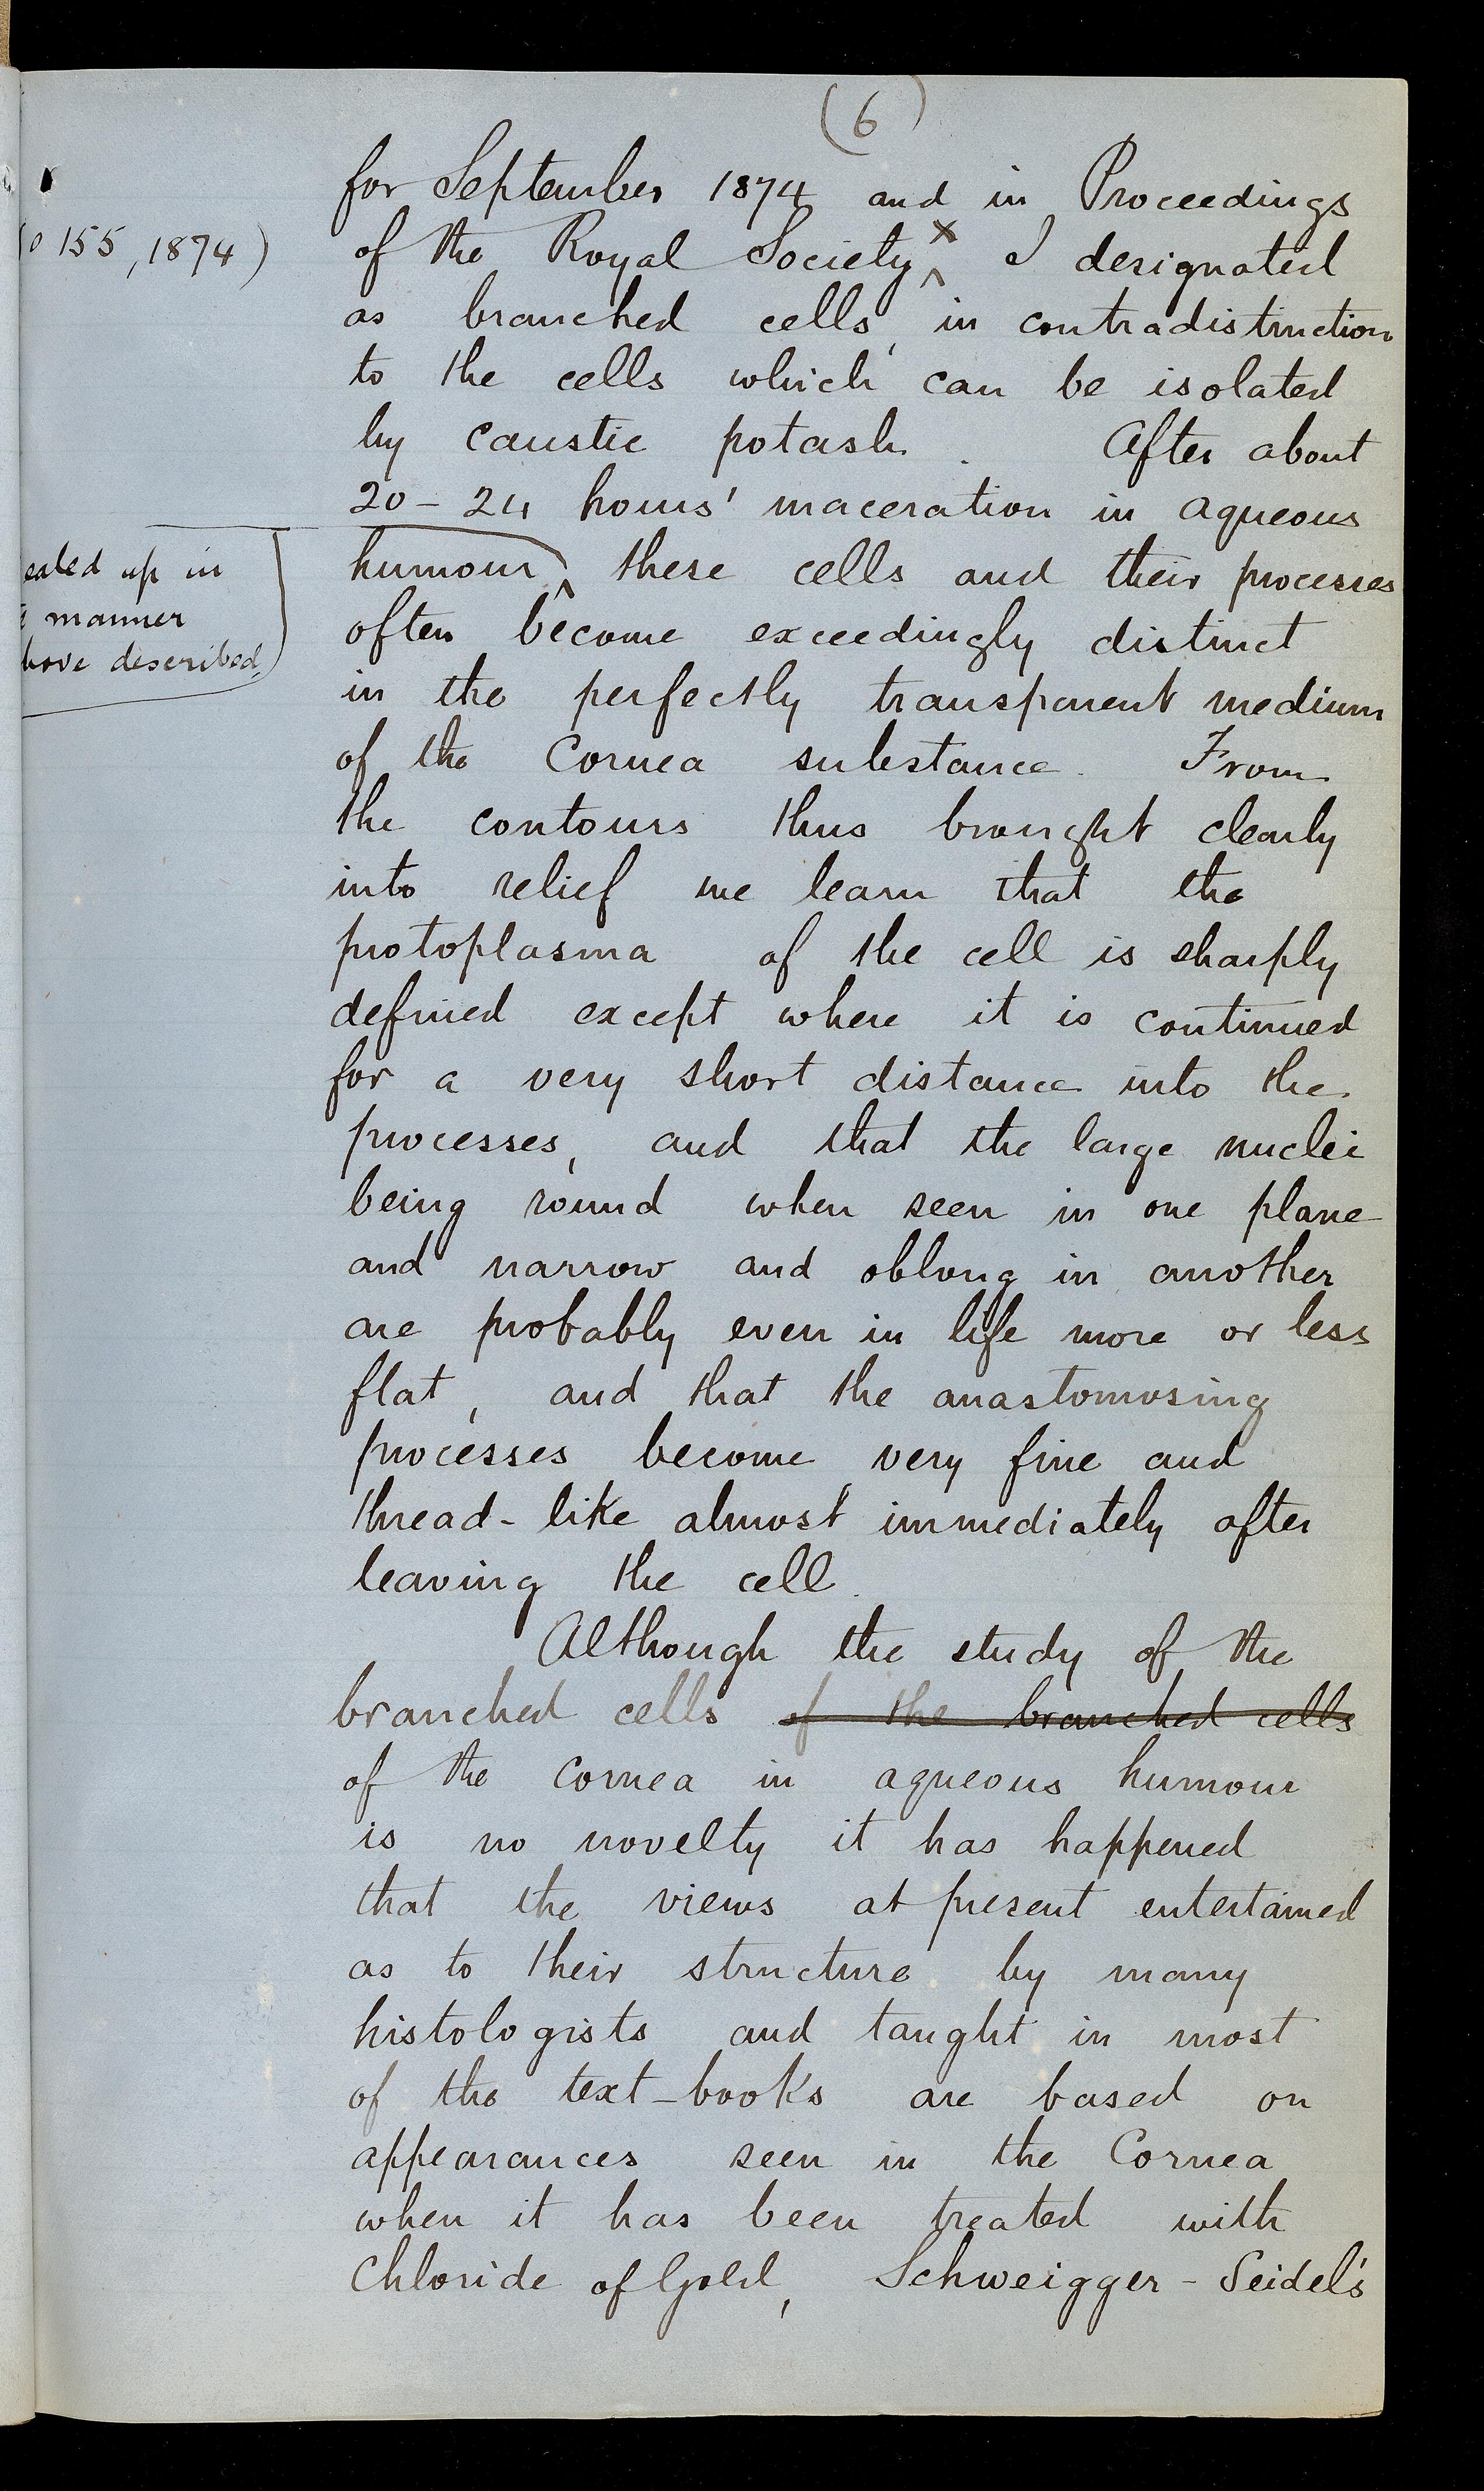 (6)
for September 1874 and in Proceedings
o 155, 1874)
of the Royal Society x I designated
as branched cells, in contradistinction
to the cells which can be isolated
by caustic potash. After about
20 - 24 hours' maceration in aqueous
humour these cells and their processes
ealed up in
manner
bove described,
often become exceedingly distinct
in the perfectly transparent medium
of the Cornea substance. From
the contours thus brought clearly
into relief we learn that the
protoplasma of the cell is sharply
defined except where it is continued
for a very short distance into the
processes, and that the large nuclei
being round when seen in one plane
and narrow and oblong in another
are probably even in life more or less
flat, and that the anastomosing
processes become very fine and
thread-like almost immediately after
leaving the cell.
Although the study of the
branched cells of the branched cells
of the Cornea in aqueous humour
is no novelty it has happened
that the views at present entertained
as to their structure by many
histologists and taught in most
of the text-books are based on
appearances seen in the Cornea
when it has been treated with
Chloride of Gold, Schweigger-Seidel's